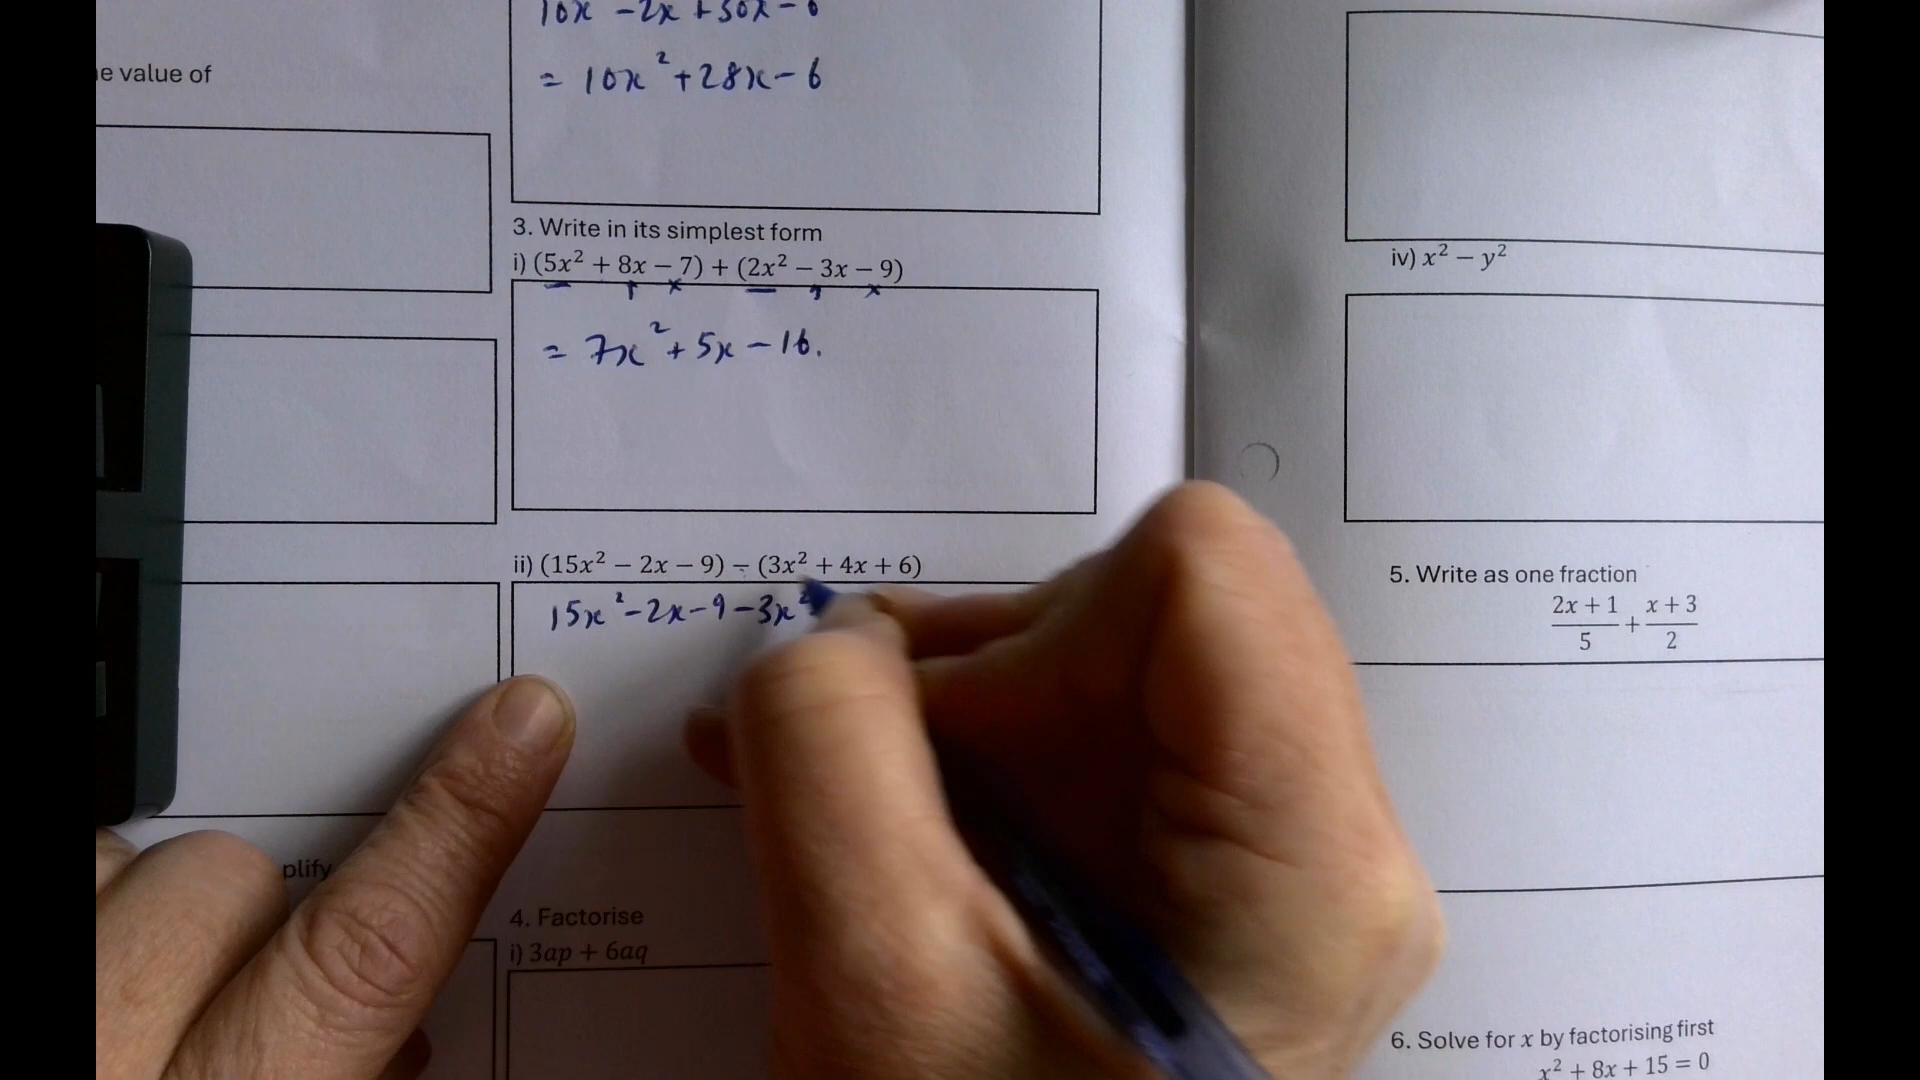 e value of
plify
10x² - 2x + 30x - 6
= 10x² + 28x - 6
3. Write in its simplest form
i) (5x² + 8x − 7) + (2x² − 3x − 9)
= 7x² + 5x - 16.
ii) (15x² − 2x − 9) − (3x² + 4x + 6)
15x² - 2x - 9 - 3x²
4. Factorise
i) 3ap + 6aq
iv) x² − y²
5. Write as one fraction
2x + 1 / 5 + x + 3 / 2
6. Solve for x by factorising first
x² + 8x + 15 = 0